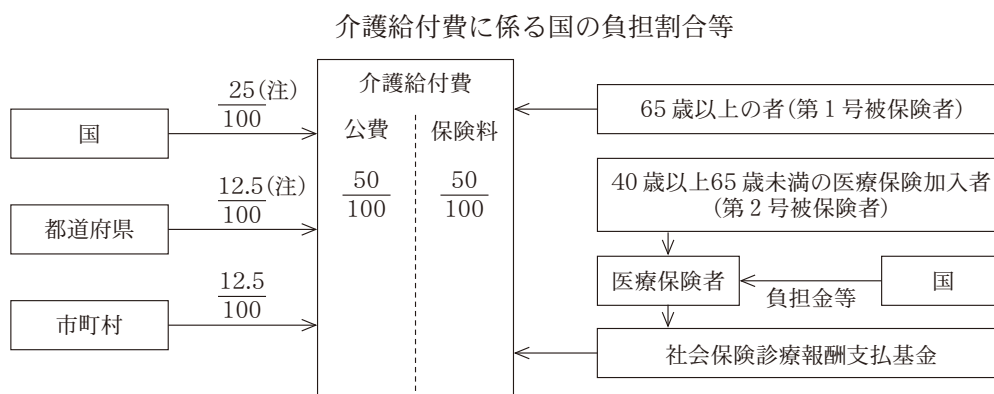 介護給付費に係る国の負担割合等
国
25(注)
100
都道府県
12.5(注)
100
市町村
12.5
100
介護給付費
公費
保険料
50
100
50
100
65歳以上の者(第1号被保険者)
40歳以上65歳未満の医療保険加入者
(第2号被保険者)
医療保険者
負担金等
国
社会保険診療報酬支払基金